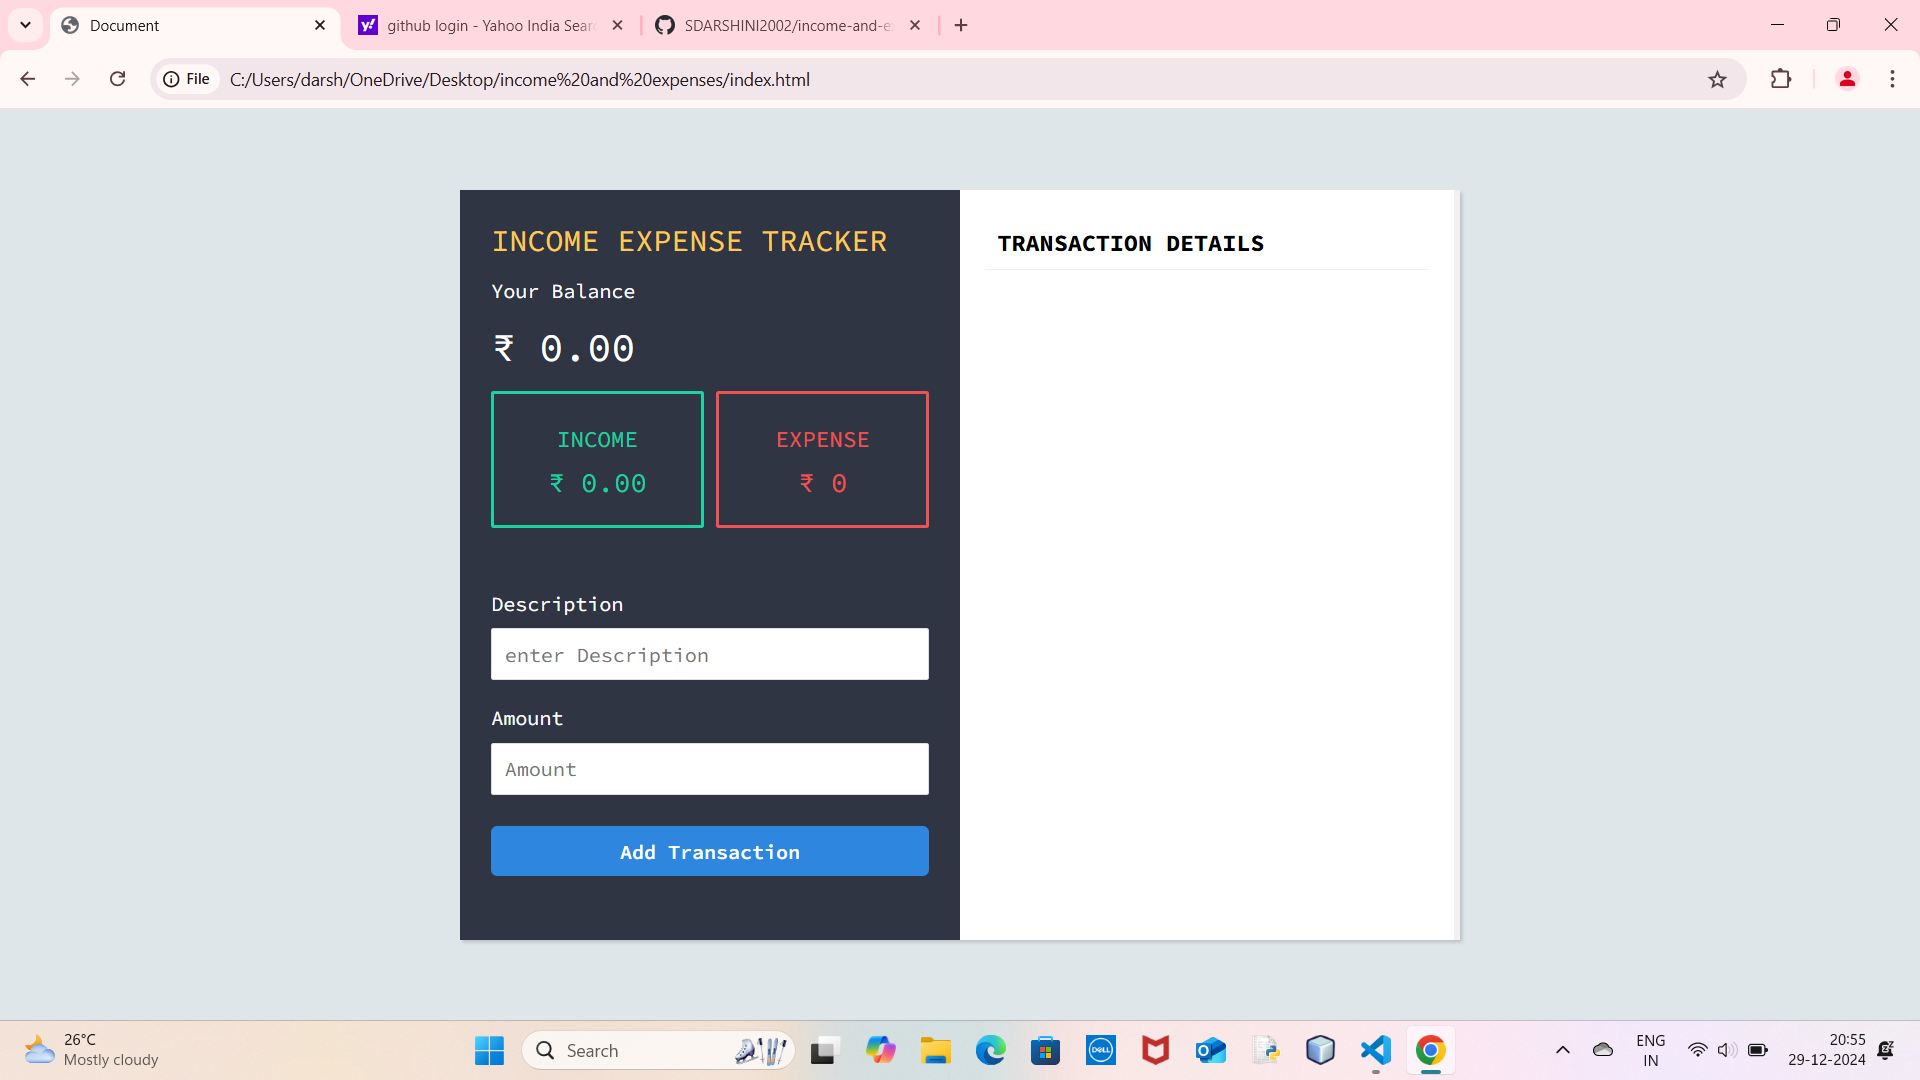 Document
github login - Yahoo India Sear
SDARSHINI2002/income-and-e
File
C:/Users/darsh/OneDrive/Desktop/income%20and%20expenses/index.html
INCOME EXPENSE TRACKER
Your Balance
₹ 0.00
INCOME
₹ 0.00
EXPENSE
₹ 0
Description
enter Description
Amount
Amount
Add Transaction
TRANSACTION DETAILS
26°C
Mostly cloudy
Search
DELL
ENG
IN
20:55
29-12-2024